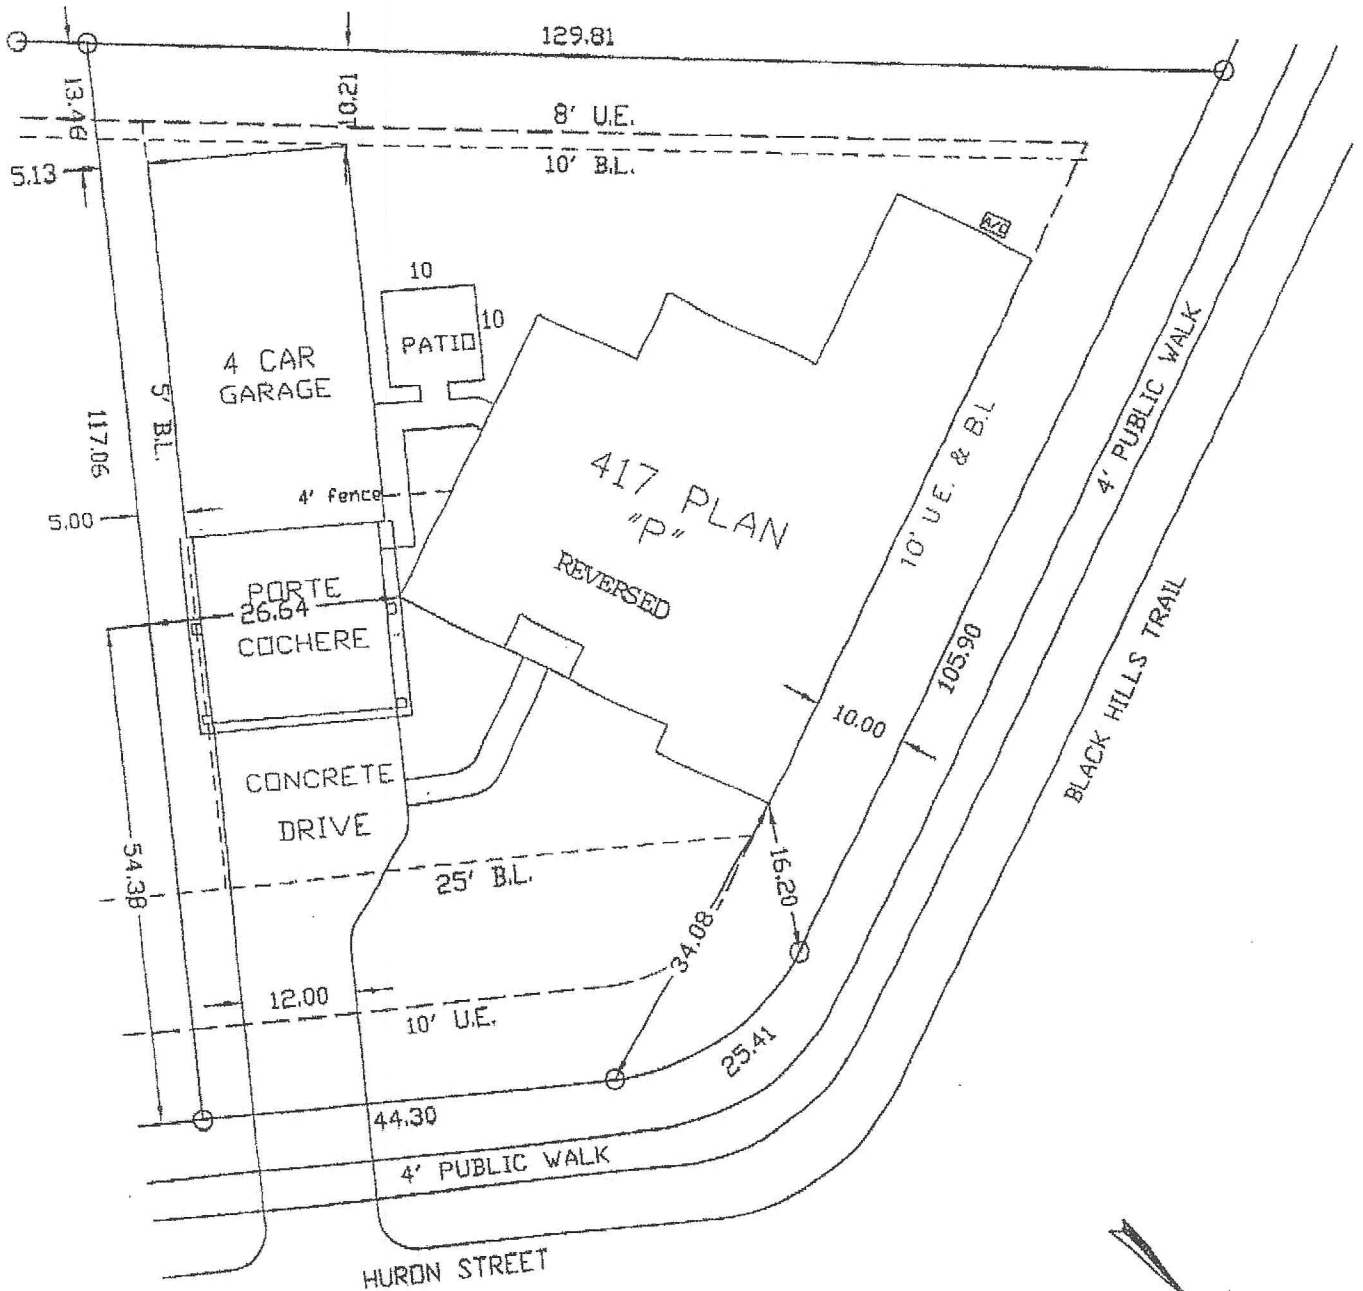 129.81
13.46
10.21
8' U.E.
10' B.L.
5.13
A/C
10
10
PATIO
4 CAR
GARAGE
5' B.L.
117.06
4' fence
5.00
417 PLAN
"P"
REVERSED
10' U.E. & B.L
4' PUBLIC WALK
PORTE
26.64
COCHERE
105.90
10.00
BLACK HILLS TRAIL
CONCRETE
DRIVE
54.38
25' B.L.
16.20
34.08
12.00
10' U.E.
25.41
44.30
4' PUBLIC WALK
HURON STREET